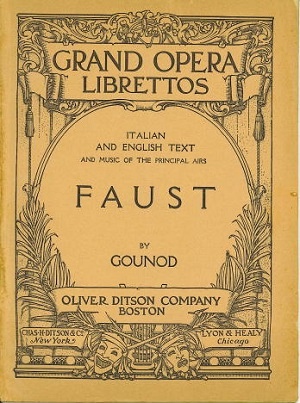 GRAND OPERA
LIBRETTOS
ITALIAN
AND ENGLISH TEXT
AND MUSIC OF THE PRINCIPAL AIRS
FAUST
BY
GOUNOD
OLIVER DITSON COMPANY
BOSTON
CHAS·H·DITSON & CO.
New York
LYON & HEALY
Chicago